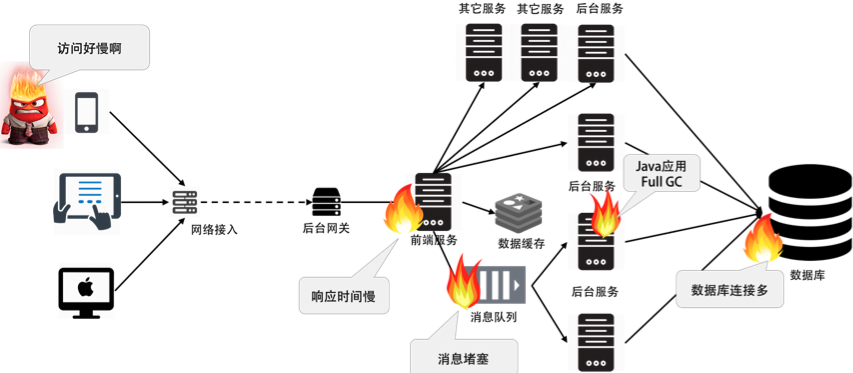 其它服务
其它服务
后台服务
访问好慢啊
网络接入
后台网关
前端服务
数据缓存
后台服务
Java应用
Full GC
后台服务
消息队列
响应时间慢
消息堵塞
数据库连接多
数据库